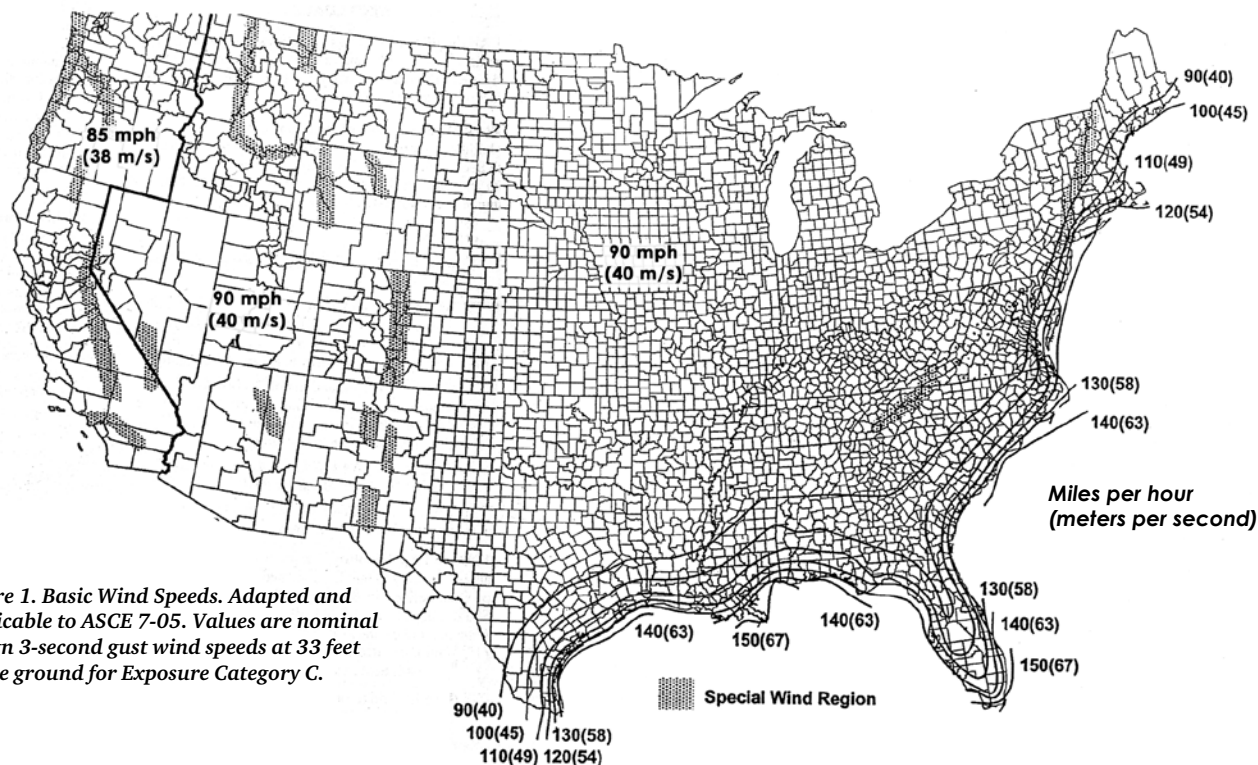 85 mph
(38 m/s)
90 mph
(40 m/s)
90 mph
(40 m/s)
90(40)
100(45)
110(49)
120(54)
130(58)
140(63)
Miles per hour
(meters per second)
130(58)
140(63)
150(67)
140(63)
150(67)
140(63)
90(40)
100(45)
110(49)
120(54)
130(58)
Special Wind Region
re 1. Basic Wind Speeds. Adapted and
icable to ASCE 7-05. Values are nominal
n 3-second gust wind speeds at 33 feet
e ground for Exposure Category C.